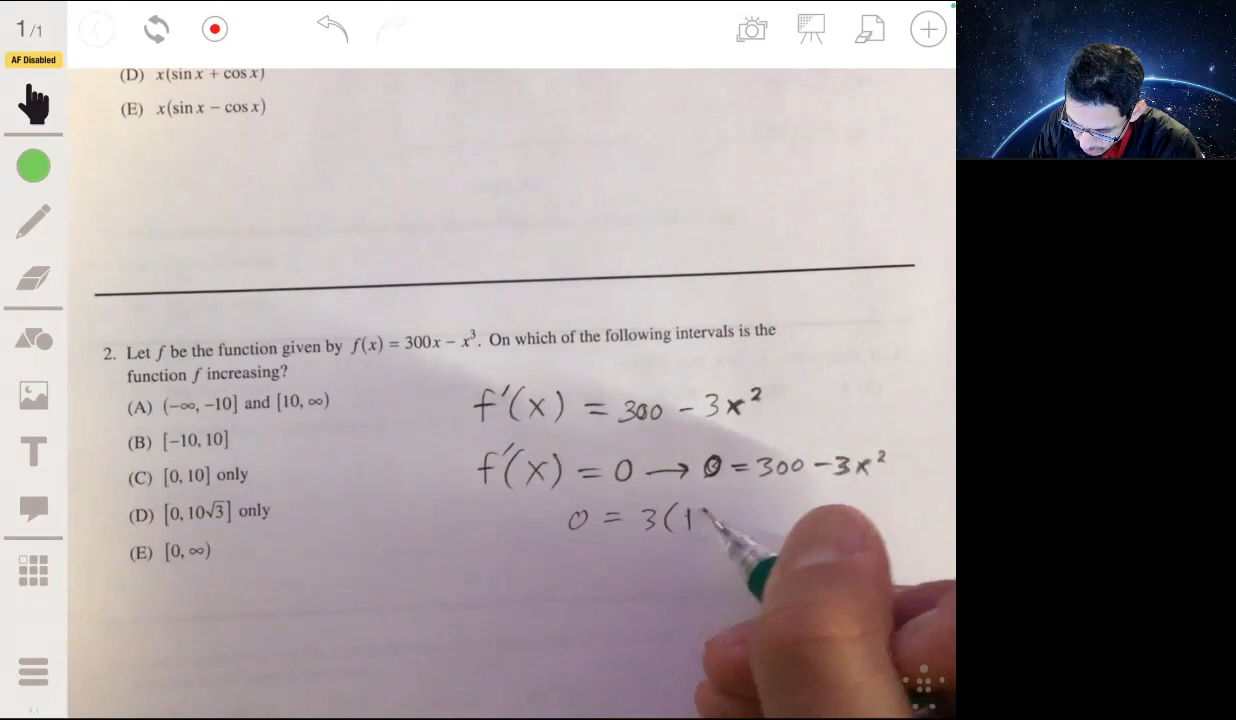 1/1
AF Disabled
(D) x(sin x + cos x)
(E) x(sin x − cos x)
2. Let f be the function given by f(x) = 300x − x³. On which of the following intervals is the
function f increasing?
(A) (−∞, −10] and [10, ∞)
(B) [−10, 10]
(C) [0, 10] only
(D) [0, 10√3] only
(E) [0, ∞)
f′(x) = 300 − 3x²
f′(x) = 0 → 0 = 300 − 3x²
0 = 3(1
T